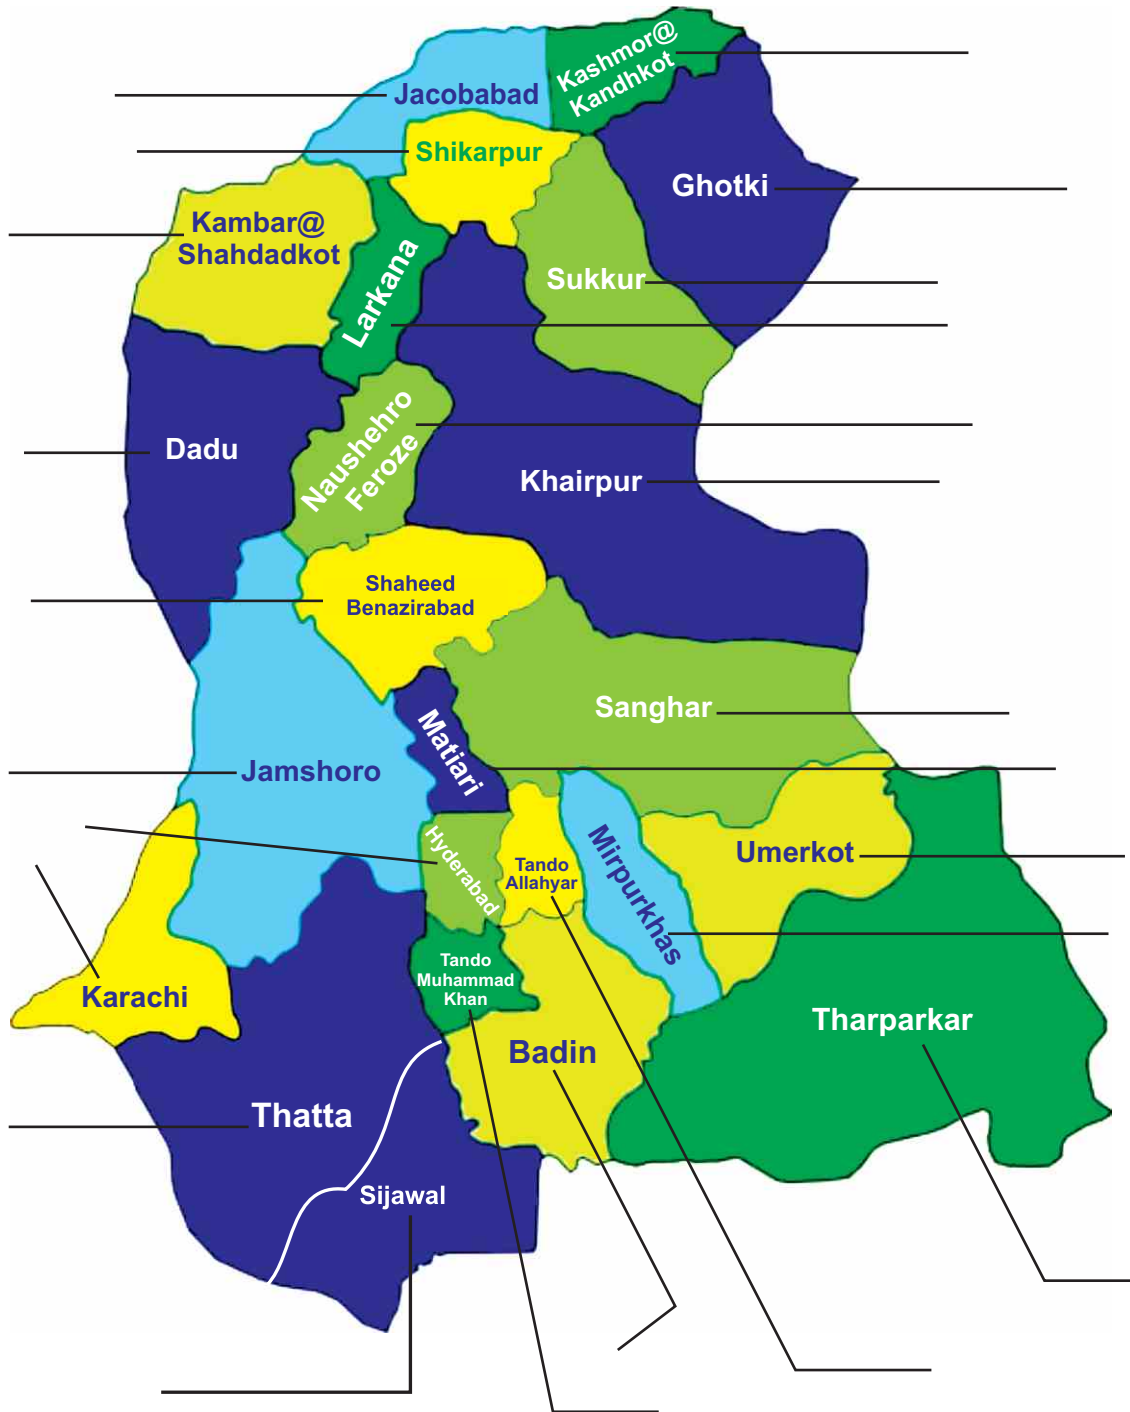 Kashmor@
Kandhkot
Jacobabad
Shikarpur
Ghotki
Kambar@
Shahdadkot
Larkana
Sukkur
Dadu
Naushehro
Feroze
Khairpur
Shaheed
Benazirabad
Sanghar
Matiari
Jamshoro
Hyderabad
Tando
Allahyar
Mirpurkhas
Umerkot
Karachi
Tando
Muhammad
Khan
Tharparkar
Badin
Thatta
Sijawal